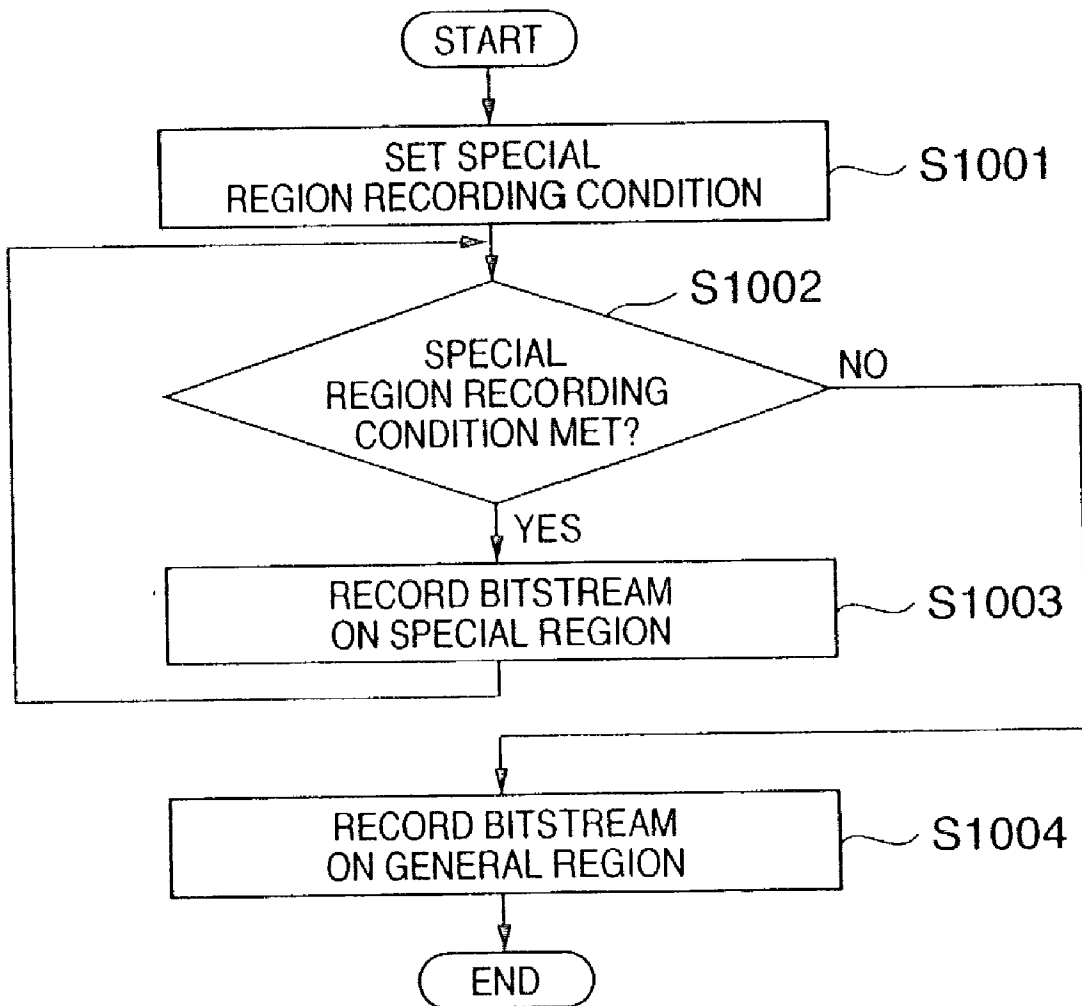 START
SET SPECIAL
REGION RECORDING CONDITION
S1001
S1002
SPECIAL
REGION RECORDING
CONDITION MET?
NO
YES
RECORD BITSTREAM
ON SPECIAL REGION
S1003
RECORD BITSTREAM
ON GENERAL REGION
S1004
END